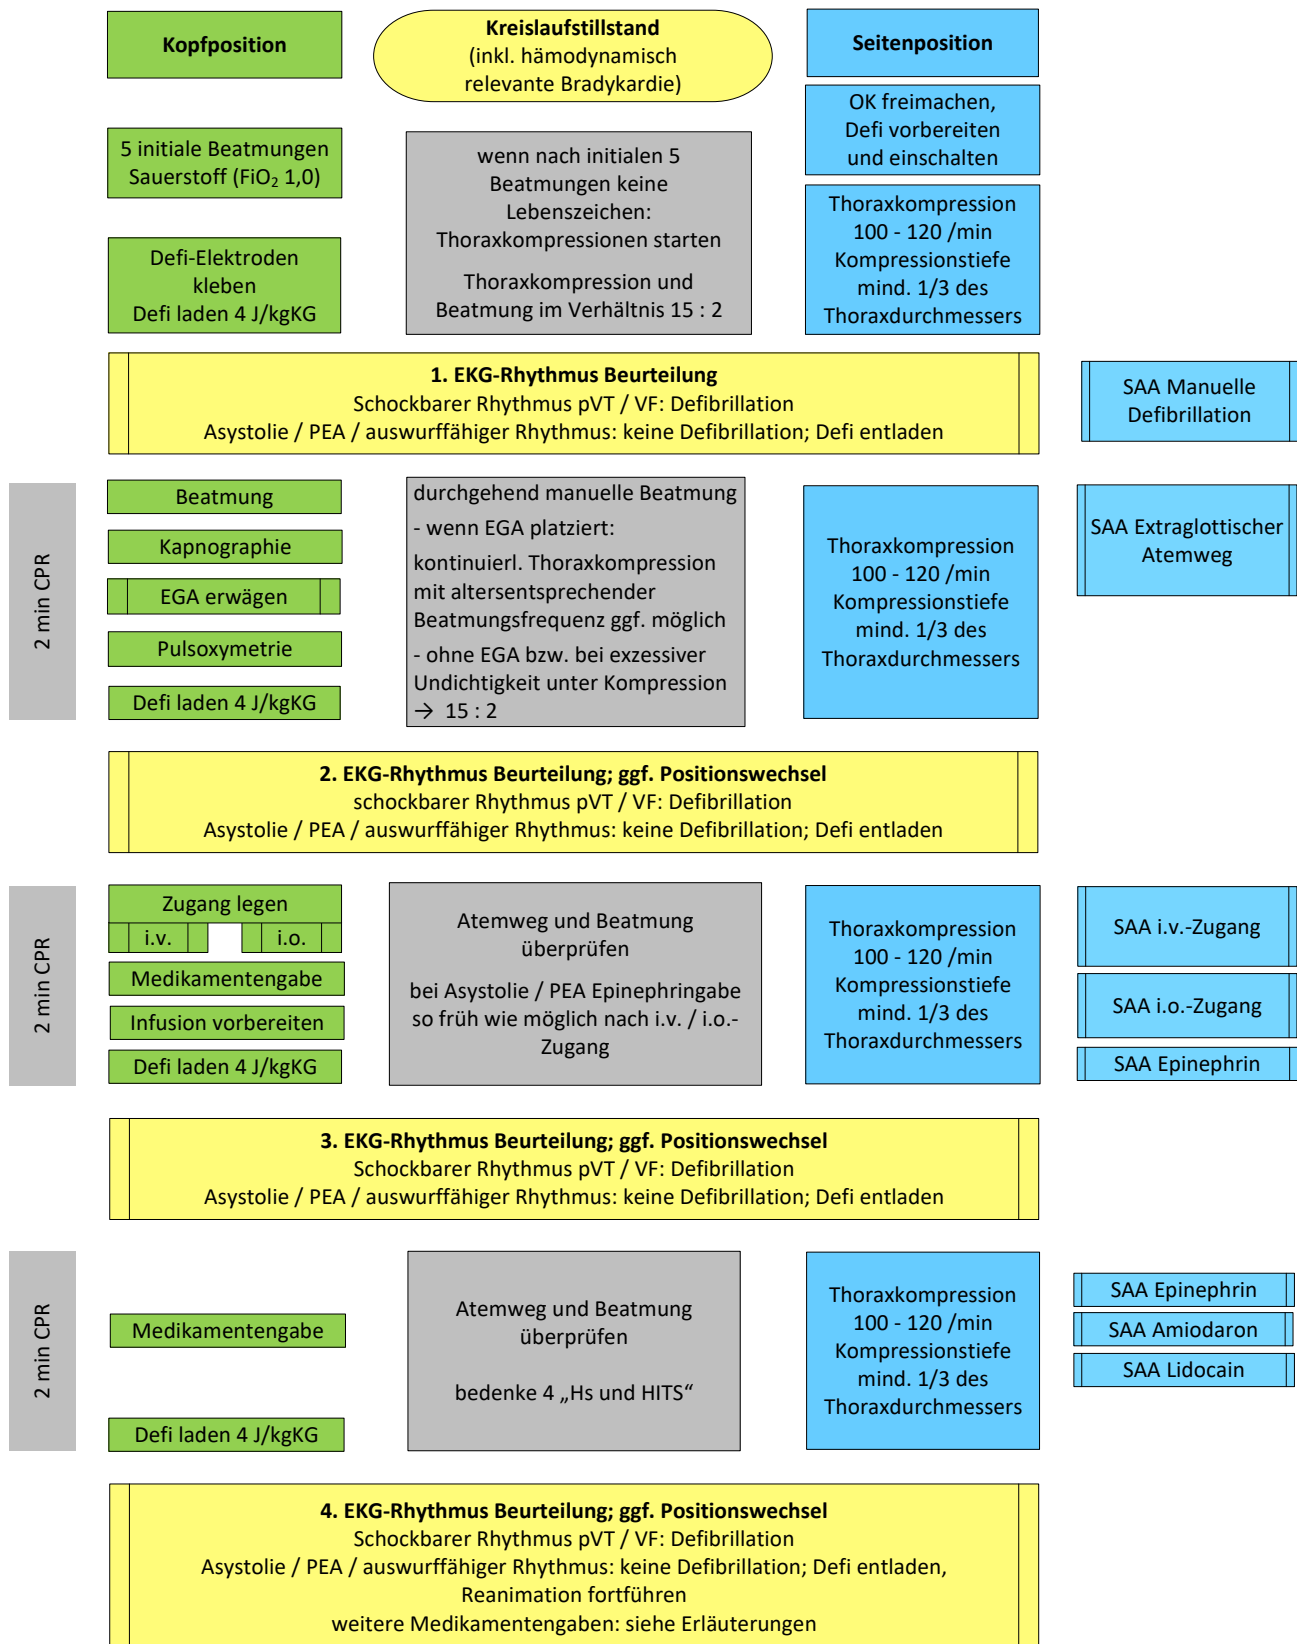 Kopfposition
Kreislaufstillstand
(inkl. hämodynamisch
relevante Bradykardie)
Seitenposition
5 initiale Beatmungen
Sauerstoff (FiO₂ 1,0)
Defi-Elektroden
kleben
Defi laden 4 J/kgKG
wenn nach initialen 5
Beatmungen keine
Lebenszeichen:
Thoraxkompressionen starten
Thoraxkompression und
Beatmung im Verhältnis 15 : 2
OK freimachen,
Defi vorbereiten
und einschalten
Thoraxkompression
100 - 120 /min
Kompressionstiefe
mind. 1/3 des
Thoraxdurchmessers
1. EKG-Rhythmus Beurteilung
Schockbarer Rhythmus pVT / VF: Defibrillation
Asystolie / PEA / auswurffähiger Rhythmus: keine Defibrillation; Defi entladen
SAA Manuelle
Defibrillation
2 min CPR
Beatmung
Kapnographie
EGA erwägen
Pulsoxymetrie
Defi laden 4 J/kgKG
durchgehend manuelle Beatmung
- wenn EGA platziert:
kontinuierl. Thoraxkompression
mit altersentsprechender
Beatmungsfrequenz ggf. möglich
- ohne EGA bzw. bei exzessiver
Undichtigkeit unter Kompression
→ 15 : 2
Thoraxkompression
100 - 120 /min
Kompressionstiefe
mind. 1/3 des
Thoraxdurchmessers
SAA Extraglottischer
Atemweg
2. EKG-Rhythmus Beurteilung; ggf. Positionswechsel
schockbarer Rhythmus pVT / VF: Defibrillation
Asystolie / PEA / auswurffähiger Rhythmus: keine Defibrillation; Defi entladen
2 min CPR
Zugang legen
i.v. i.o.
Medikamentengabe
Infusion vorbereiten
Defi laden 4 J/kgKG
Atemweg und Beatmung
überprüfen
bei Asystolie / PEA Epinephringabe
so früh wie möglich nach i.v. / i.o.-
Zugang
Thoraxkompression
100 - 120 /min
Kompressionstiefe
mind. 1/3 des
Thoraxdurchmessers
SAA i.v.-Zugang
SAA i.o.-Zugang
SAA Epinephrin
3. EKG-Rhythmus Beurteilung; ggf. Positionswechsel
Schockbarer Rhythmus pVT / VF: Defibrillation
Asystolie / PEA / auswurffähiger Rhythmus: keine Defibrillation; Defi entladen
2 min CPR
Medikamentengabe
Defi laden 4 J/kgKG
Atemweg und Beatmung
überprüfen
bedenke 4 „Hs und HITS“
Thoraxkompression
100 - 120 /min
Kompressionstiefe
mind. 1/3 des
Thoraxdurchmessers
SAA Epinephrin
SAA Amiodaron
SAA Lidocain
4. EKG-Rhythmus Beurteilung; ggf. Positionswechsel
Schockbarer Rhythmus pVT / VF: Defibrillation
Asystolie / PEA / auswurffähiger Rhythmus: keine Defibrillation; Defi entladen,
Reanimation fortführen
weitere Medikamentengaben: siehe Erläuterungen